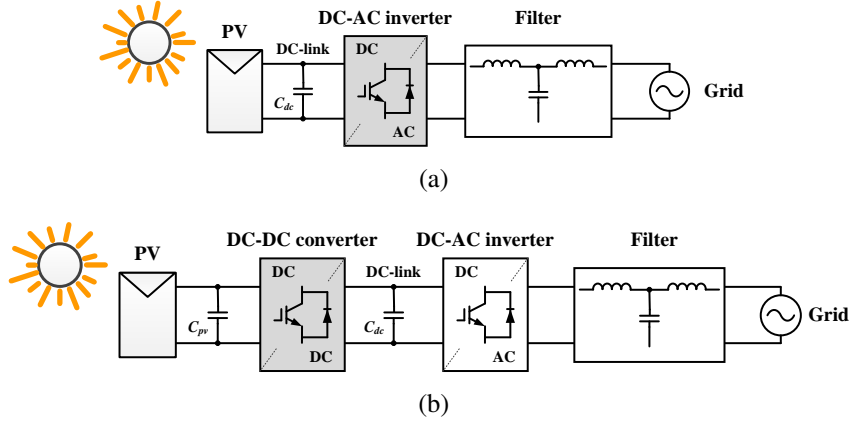 DC-AC inverter Filter
PV
DC-link DC
C_dc
Grid
AC
(a)
DC-DC converter DC-AC inverter Filter
PV
DC DC-link DC
C_pv C_dc
Grid
DC AC
(b)